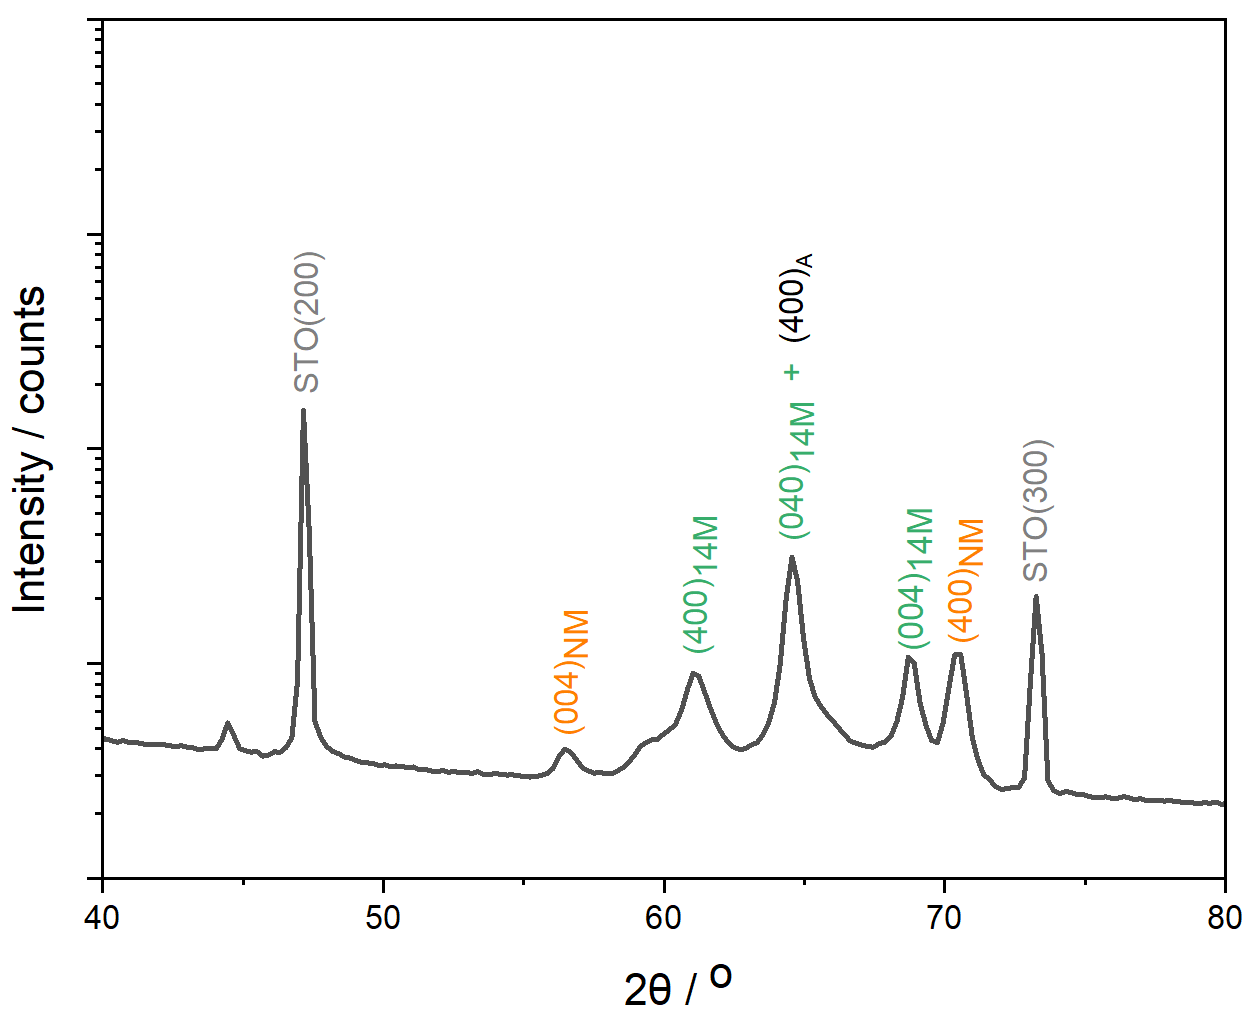 STO(200)
(004)NM
(400)14M
(040)14M + (400)A
(004)14M
(400)NM
STO(300)
Intensity / counts
40 50 60 70 80
2θ / °